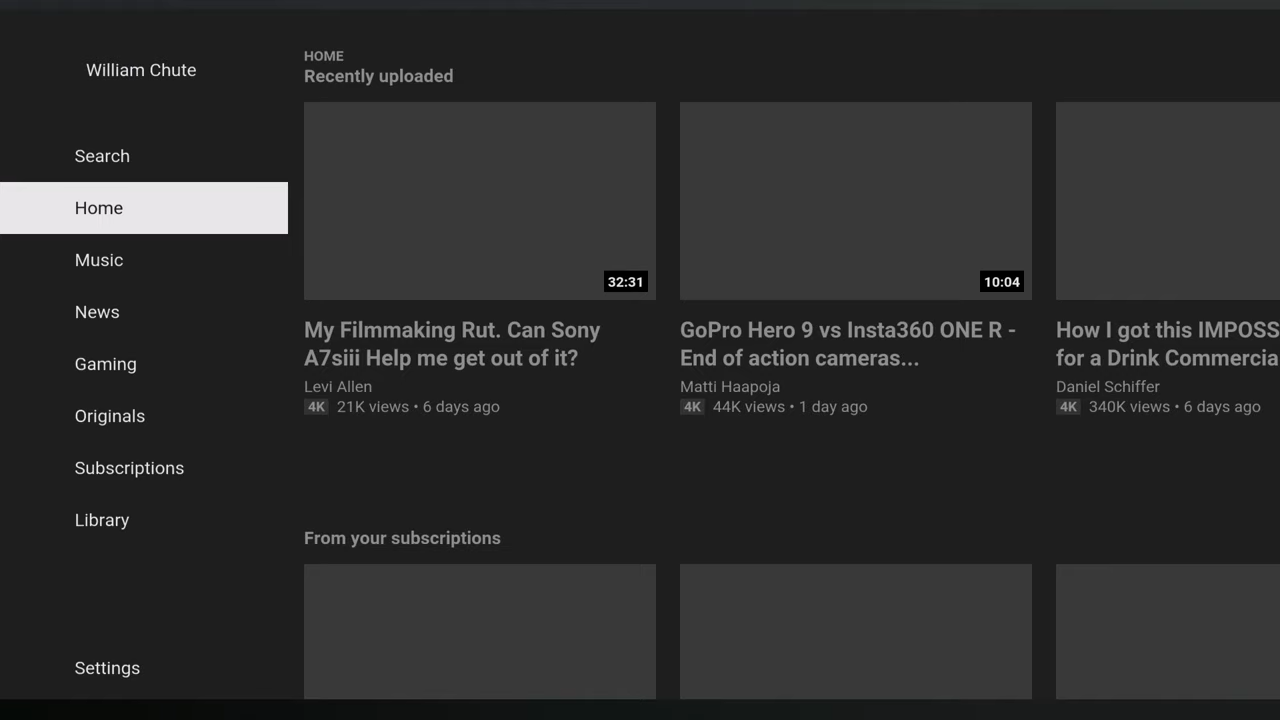 William Chute
Search
Home
Music
News
Gaming
Originals
Subscriptions
Library
Settings
HOME
Recently uploaded
32:31
My Filmmaking Rut. Can Sony
A7siii Help me get out of it?
Levi Allen
4K 21K views • 6 days ago
10:04
GoPro Hero 9 vs Insta360 ONE R -
End of action cameras...
Matti Haapoja
4K 44K views • 1 day ago
How I got this IMPOSS
for a Drink Commercia
Daniel Schiffer
4K 340K views • 6 days ago
From your subscriptions